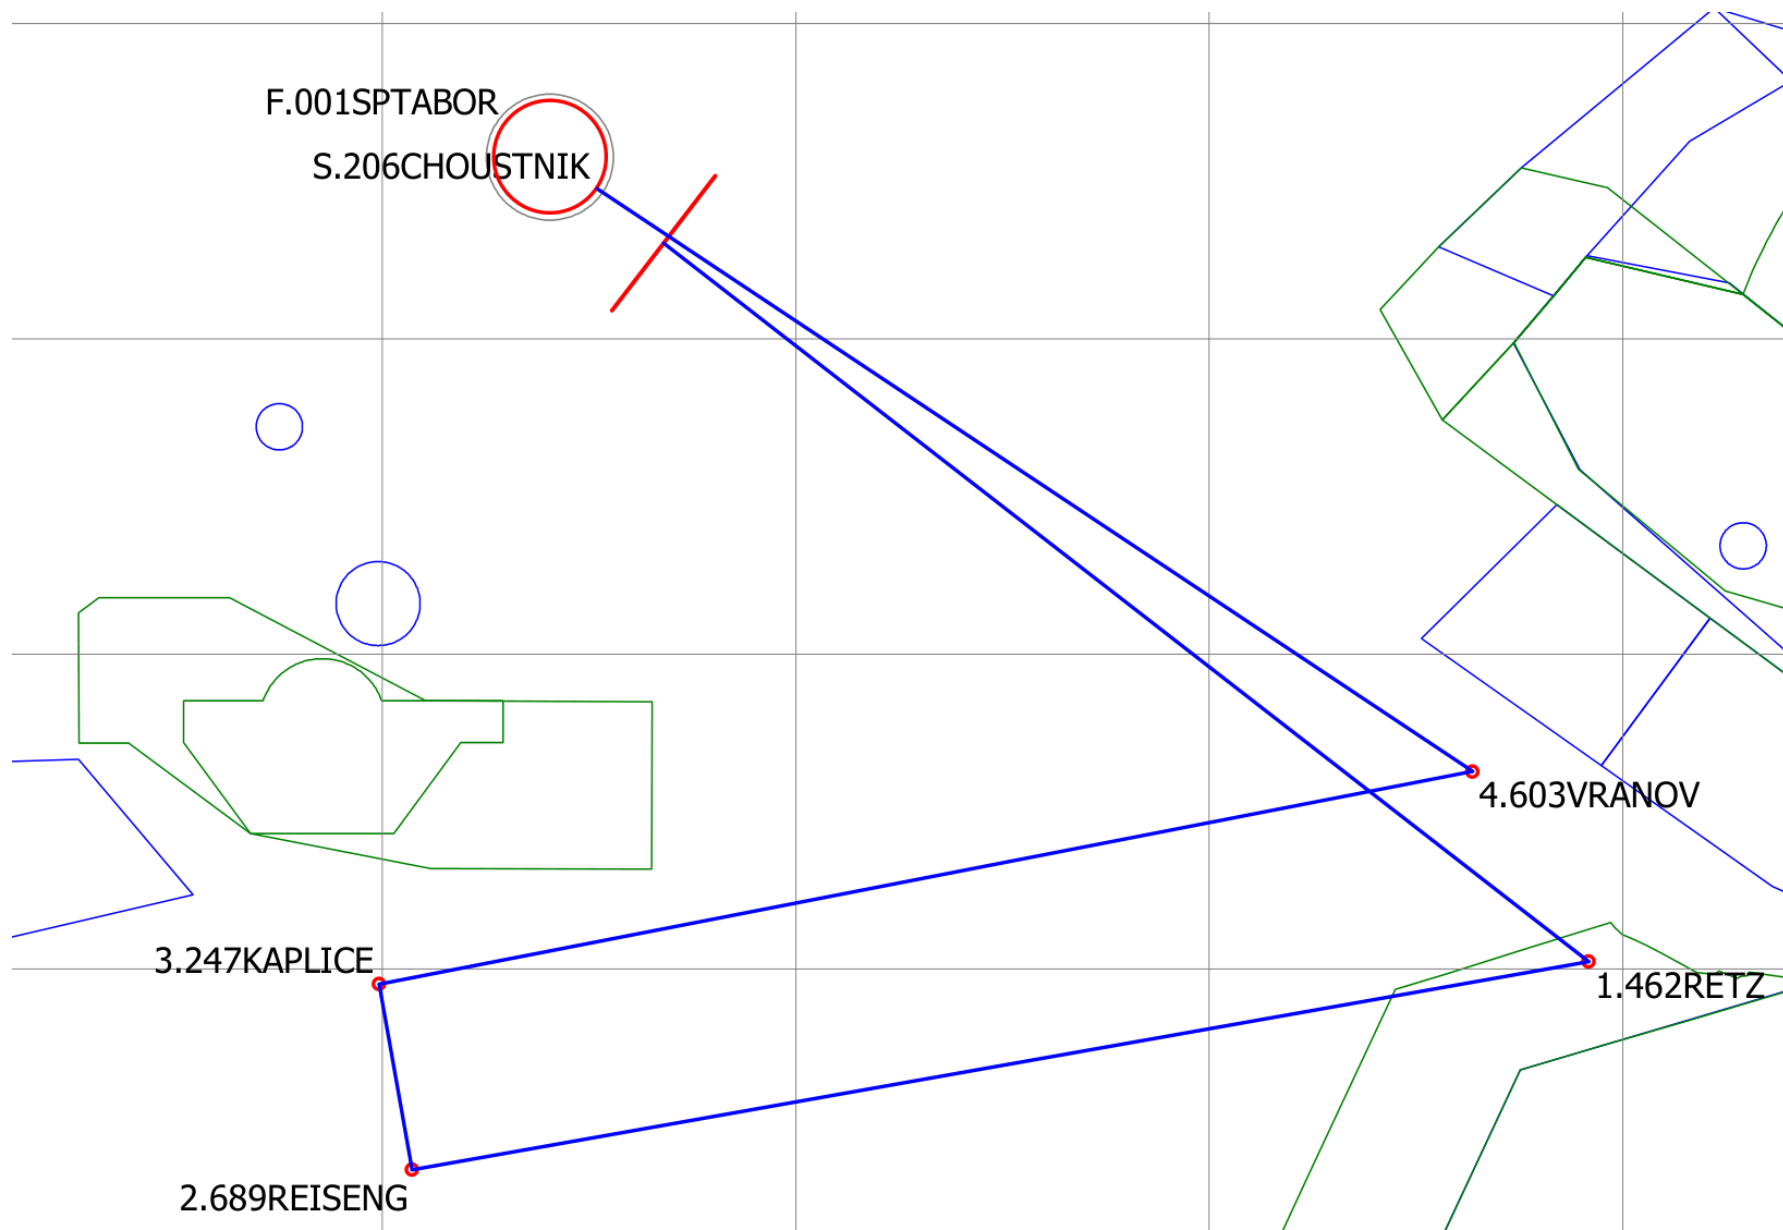 F.001SPTABOR
S.206CHOUSTNIK
4.603VRANOV
3.247KAPLICE
1.462RETZ
2.689REISENG